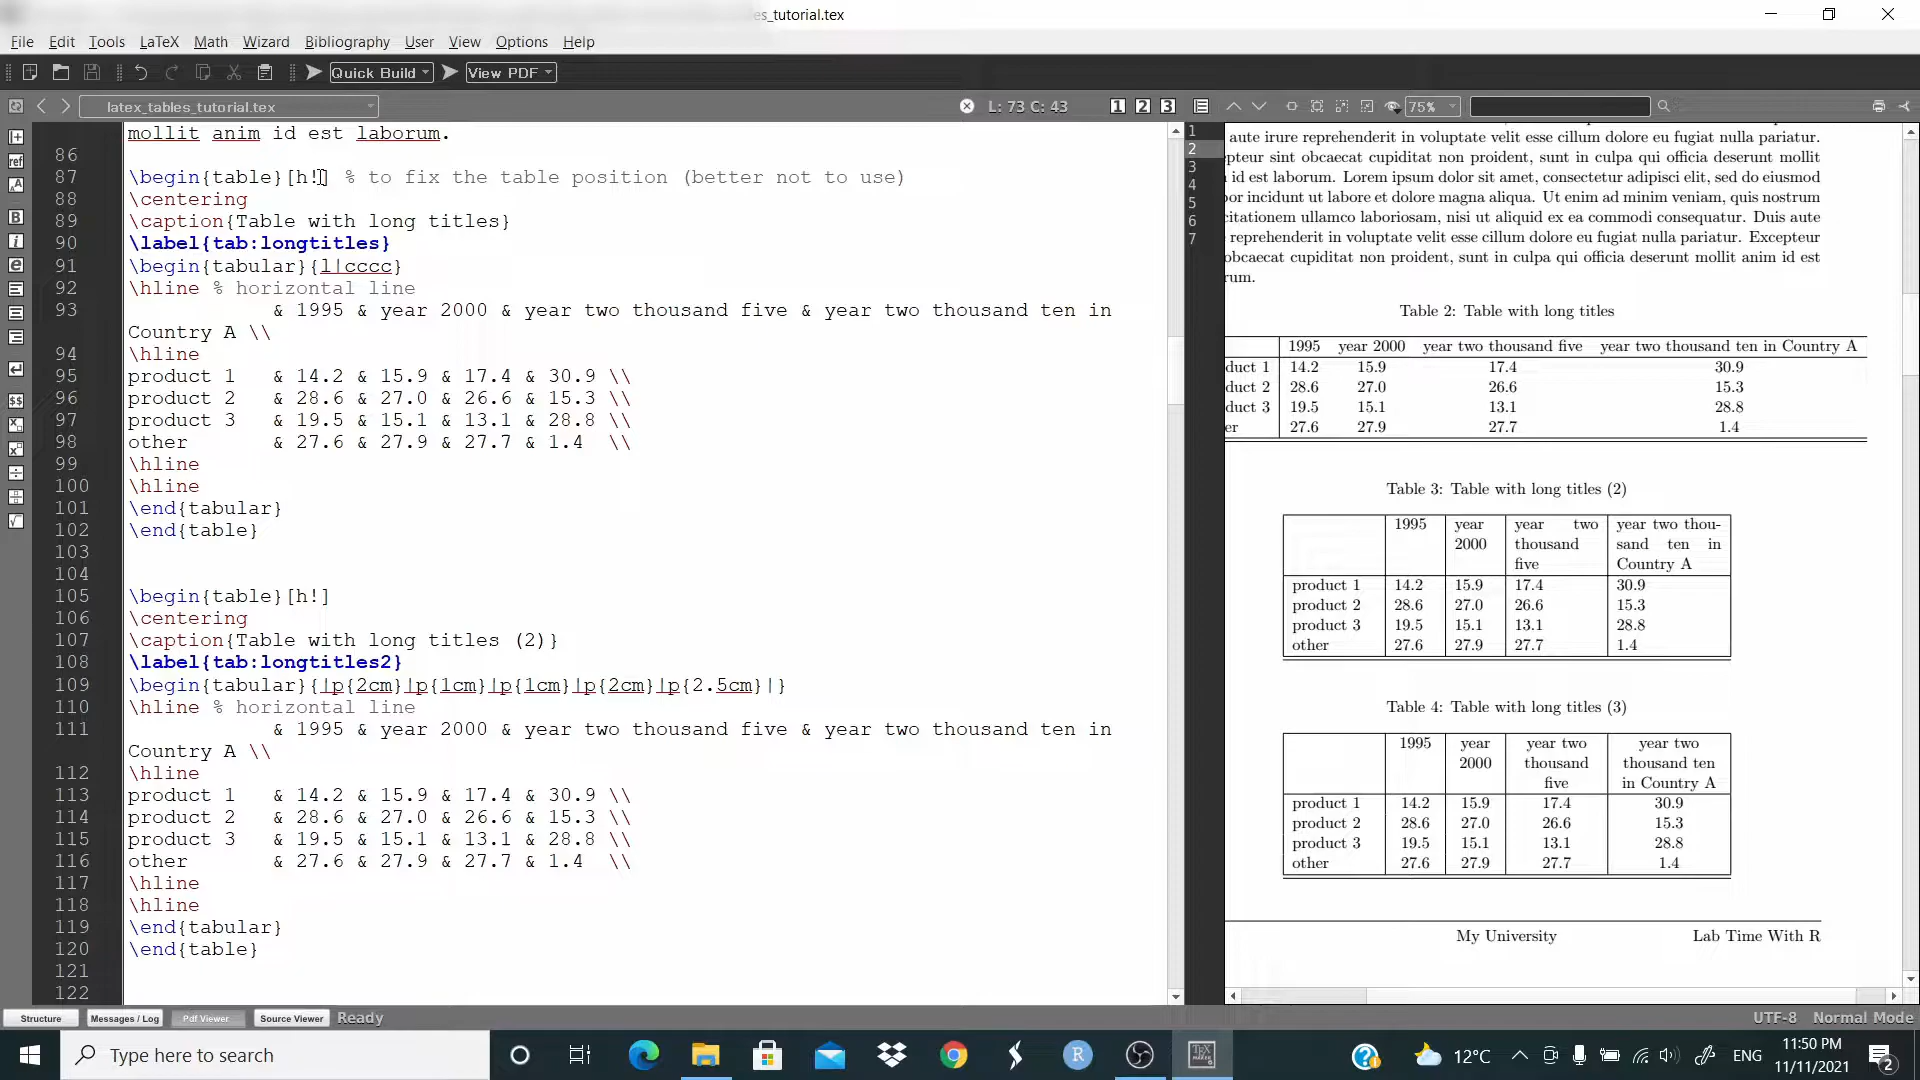 es_tutorial.tex
File Edit Tools LaTeX Math Wizard Bibliography User View Options Help
Quick Build View PDF
latex_tables_tutorial.tex L: 73 C: 43 1 2 3 75%
mollit anim id est laborum.
86
87 \begin{table}[h!] % to fix the table position (better not to use)
88 \centering
89 \caption{Table with long titles}
90 \label{tab:longtitles}
91 \begin{tabular}{l|cccc}
92 \hline % horizontal line
93 & 1995 & year 2000 & year two thousand five & year two thousand ten in
Country A \\
94 \hline
95 product 1 & 14.2 & 15.9 & 17.4 & 30.9 \\
96 product 2 & 28.6 & 27.0 & 26.6 & 15.3 \\
97 product 3 & 19.5 & 15.1 & 13.1 & 28.8 \\
98 other & 27.6 & 27.9 & 27.7 & 1.4 \\
99 \hline
100 \hline
101 \end{tabular}
102 \end{table}
103
104
105 \begin{table}[h!]
106 \centering
107 \caption{Table with long titles (2)}
108 \label{tab:longtitles2}
109 \begin{tabular}{|p{2cm}|p{1cm}|p{1cm}|p{2cm}|p{2.5cm}|}
110 \hline % horizontal line
111 & 1995 & year 2000 & year two thousand five & year two thousand ten in
Country A \\
112 \hline
113 product 1 & 14.2 & 15.9 & 17.4 & 30.9 \\
114 product 2 & 28.6 & 27.0 & 26.6 & 15.3 \\
115 product 3 & 19.5 & 15.1 & 13.1 & 28.8 \\
116 other & 27.6 & 27.9 & 27.7 & 1.4 \\
117 \hline
118 \hline
119 \end{tabular}
120 \end{table}
121
122
1
2
3
4
5
6
7
aute irure reprehenderit in voluptate velit esse cillum dolore eu fugiat nulla pariatur.
epteur sint obcaecat cupiditat non proident, sunt in culpa qui officia deserunt mollit
id est laborum. Lorem ipsum dolor sit amet, consectetur adipisci elit, sed do eiusmod
por incidunt ut labore et dolore magna aliqua. Ut enim ad minim veniam, quis nostrum
citationem ullamco laboriosam, nisi ut aliquid ex ea commodi consequatur. Duis aute
reprehenderit in voluptate velit esse cillum dolore eu fugiat nulla pariatur. Excepteur
obcaecat cupiditat non proident, sunt in culpa qui officia deserunt mollit anim id est
rum.
Table 2: Table with long titles
1995 year 2000 year two thousand five year two thousand ten in Country A
duct 1 14.2 15.9 17.4 30.9
duct 2 28.6 27.0 26.6 15.3
duct 3 19.5 15.1 13.1 28.8
er 27.6 27.9 27.7 1.4
Table 3: Table with long titles (2)
1995 year year two year two thou-
2000 thousand sand ten in
five Country A
product 1 14.2 15.9 17.4 30.9
product 2 28.6 27.0 26.6 15.3
product 3 19.5 15.1 13.1 28.8
other 27.6 27.9 27.7 1.4
Table 4: Table with long titles (3)
1995 year year two year two
2000 thousand thousand ten
five in Country A
product 1 14.2 15.9 17.4 30.9
product 2 28.6 27.0 26.6 15.3
product 3 19.5 15.1 13.1 28.8
other 27.6 27.9 27.7 1.4
My University Lab Time With R
Structure Messages / Log Pdf Viewer Source Viewer Ready UTF-8 Normal Mode
Type here to search 12°C ENG 11:50 PM
11/11/2021 2